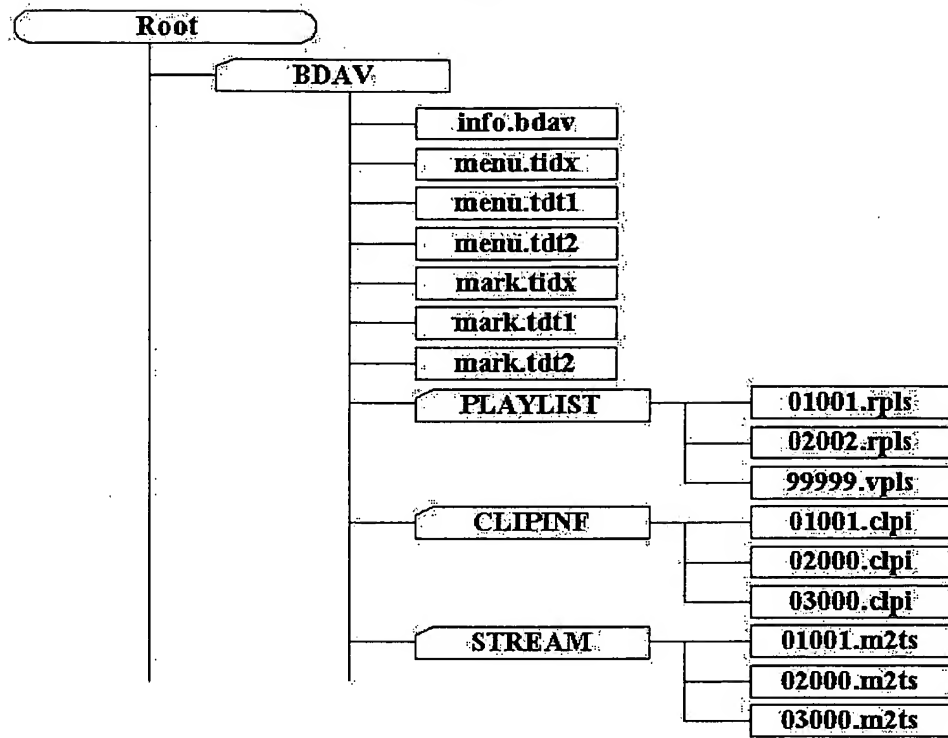 Root
BDAV
info.bdav
menu.tidx
menu.tdt1
menu.tdt2
mark.tidx
mark.tdt1
mark.tdt2
PLAYLIST
01001.rpls
02002.rpls
99999.vpls
CLIPINF
01001.clpi
02000.clpi
03000.clpi
STREAM
01001.m2ts
02000.m2ts
03000.m2ts